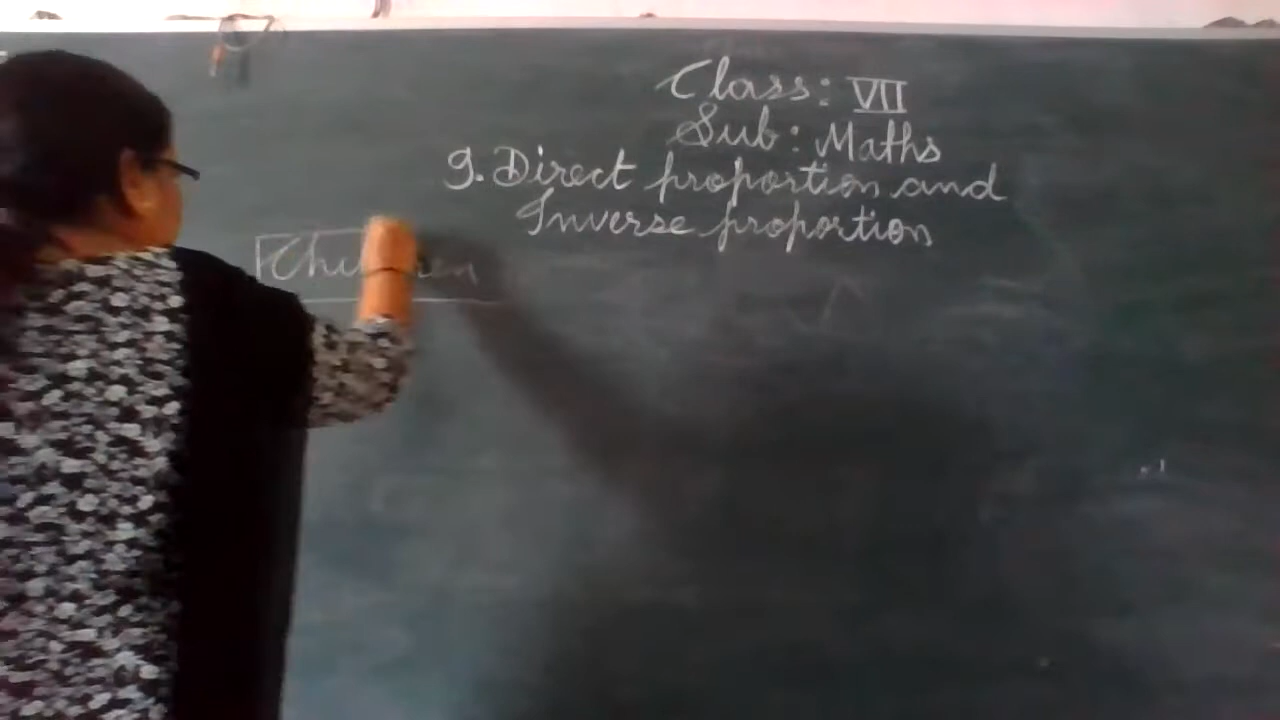 Class: VII
Sub: Maths
9. Direct proportion and
Inverse proportion